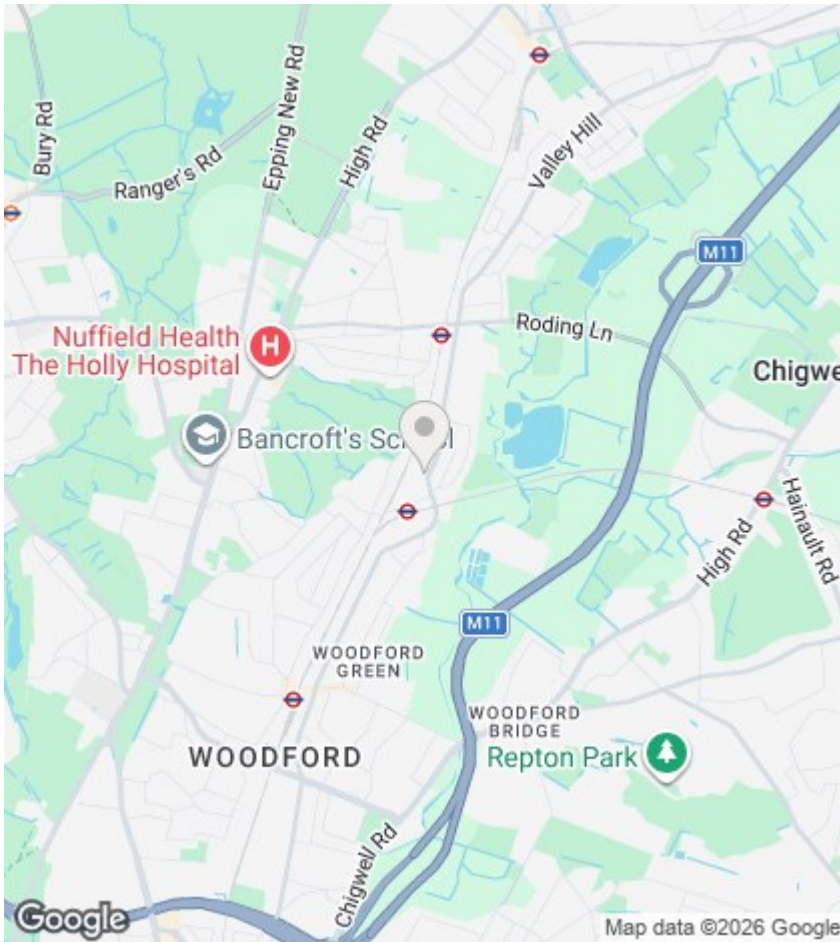 Bury Rd
Ranger's Rd
Epping New Rd
High Rd
Valley Hill
M11
Nuffield Health
The Holly Hospital
H
Roding Ln
Chigwe
Bancroft's Sc
l
High Rd
Hainault Rd
M11
WOODFORD
GREEN
WOODFORD
BRIDGE
WOODFORD
Repton Park
Chigwell Rd
Google
Map data ©2026 Google